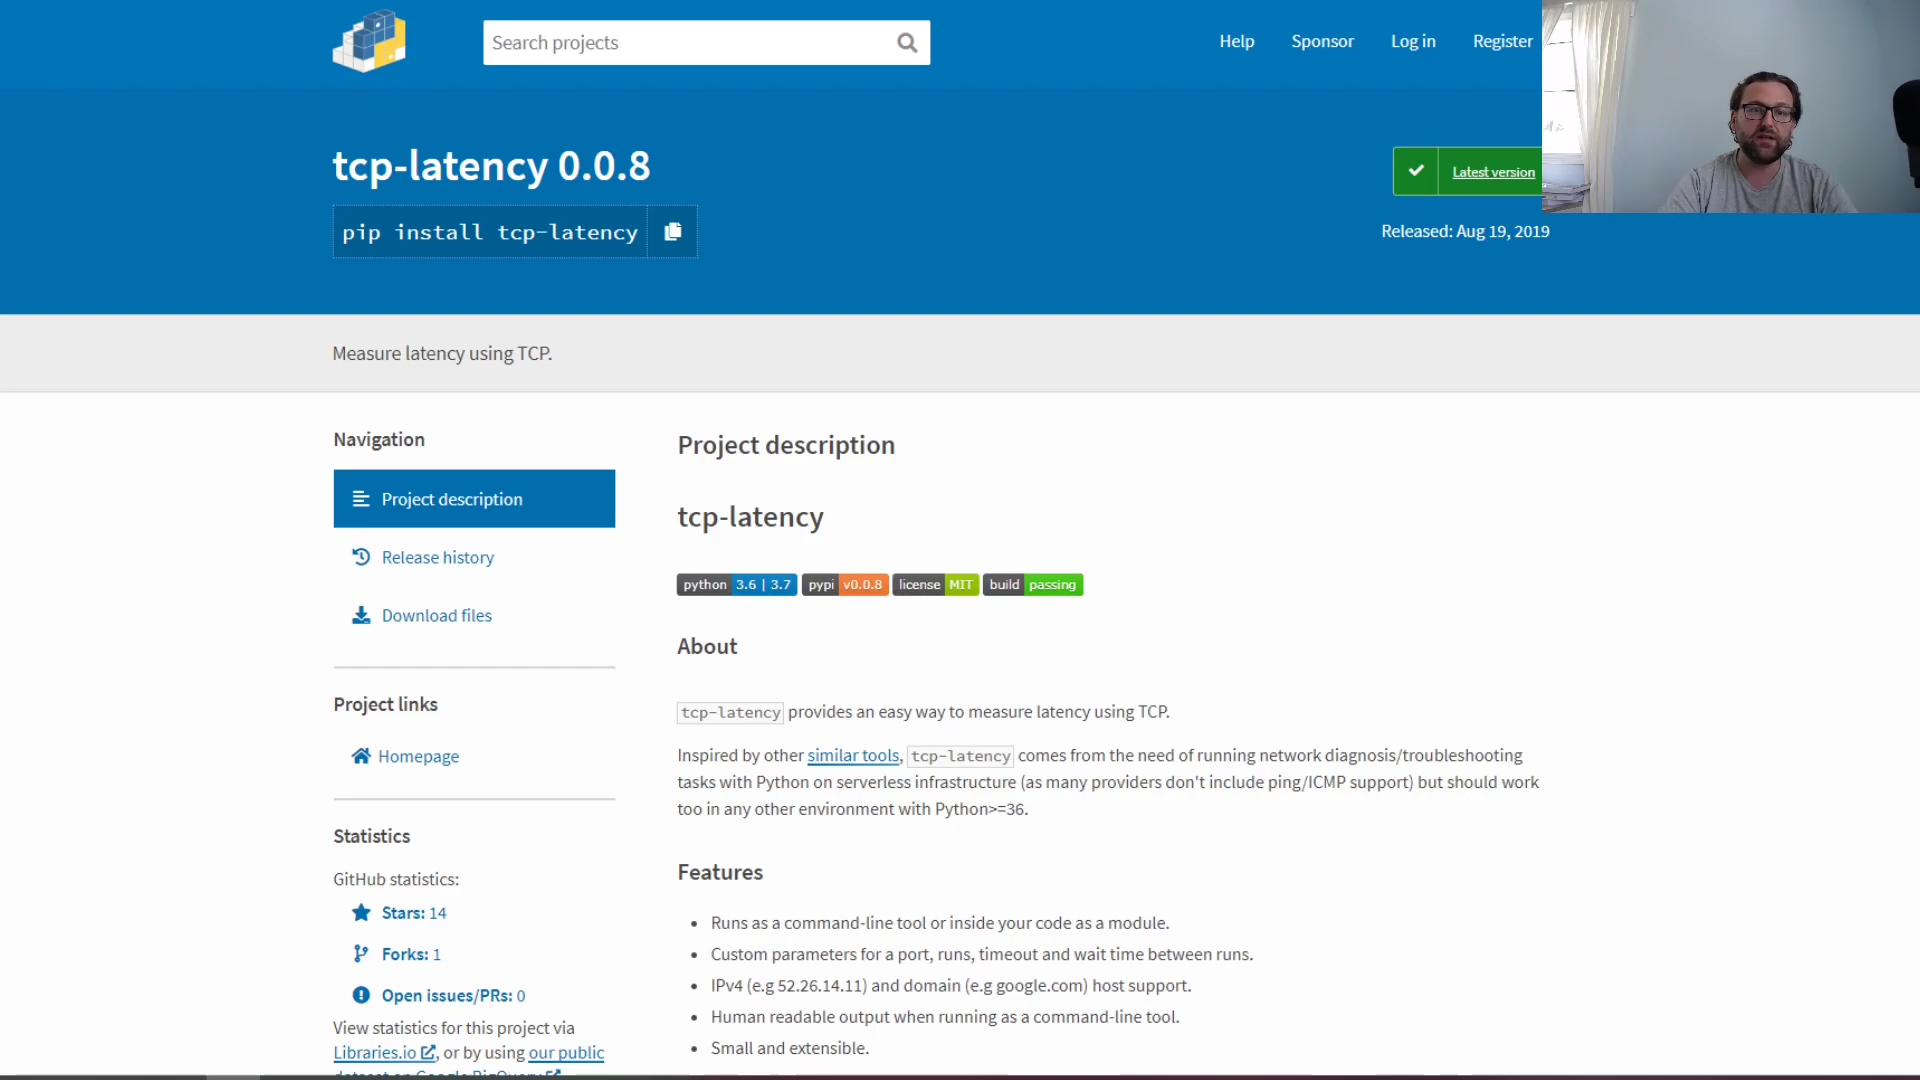 Search projects
Help
Sponsor
Log in
Register
tcp-latency 0.0.8
pip install tcp-latency
Latest version
Released: Aug 19, 2019
Measure latency using TCP.
Navigation
Project description
Release history
Download files
Project links
Homepage
Statistics
GitHub statistics:
Stars: 14
Forks: 1
Open issues/PRs: 0
View statistics for this project via
Libraries.io, or by using our public
dataset on Google BigQuery
Project description
tcp-latency
python 3.6 | 3.7 pypi v0.0.8 license MIT build passing
About
tcp-latency provides an easy way to measure latency using TCP.
Inspired by other similar tools, tcp-latency comes from the need of running network diagnosis/troubleshooting
tasks with Python on serverless infrastructure (as many providers don't include ping/ICMP support) but should work
too in any other environment with Python>=36.
Features
• Runs as a command-line tool or inside your code as a module.
• Custom parameters for a port, runs, timeout and wait time between runs.
• IPv4 (e.g 52.26.14.11) and domain (e.g google.com) host support.
• Human readable output when running as a command-line tool.
• Small and extensible.